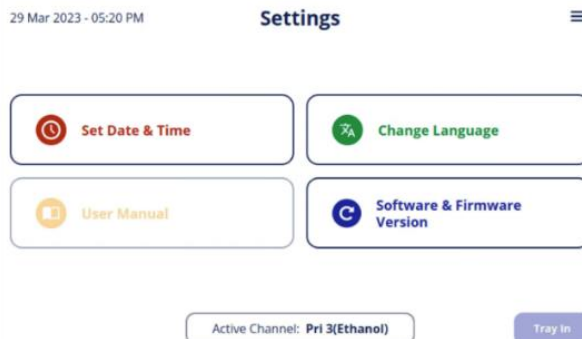 29 Mar 2023 - 05:20 PM
Settings
Set Date & Time
Change Language
User Manual
Software & Firmware
Version
Active Channel: Pri 3(Ethanol)
Tray In